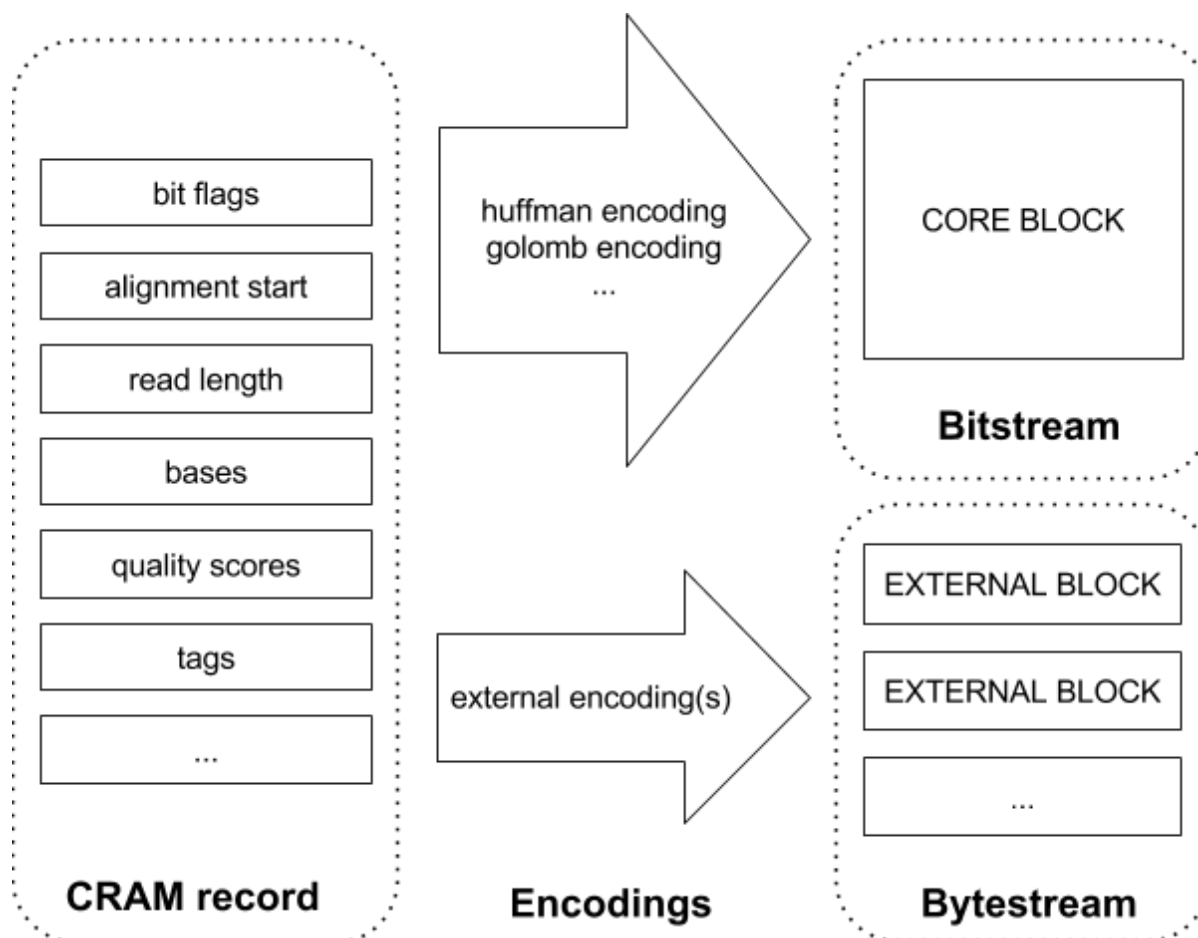 bit flags
alignment start
read length
bases
quality scores
tags
...
CRAM record
huffman encoding
golomb encoding
...
external encoding(s)
Encodings
CORE BLOCK
Bitstream
EXTERNAL BLOCK
EXTERNAL BLOCK
...
Bytestream